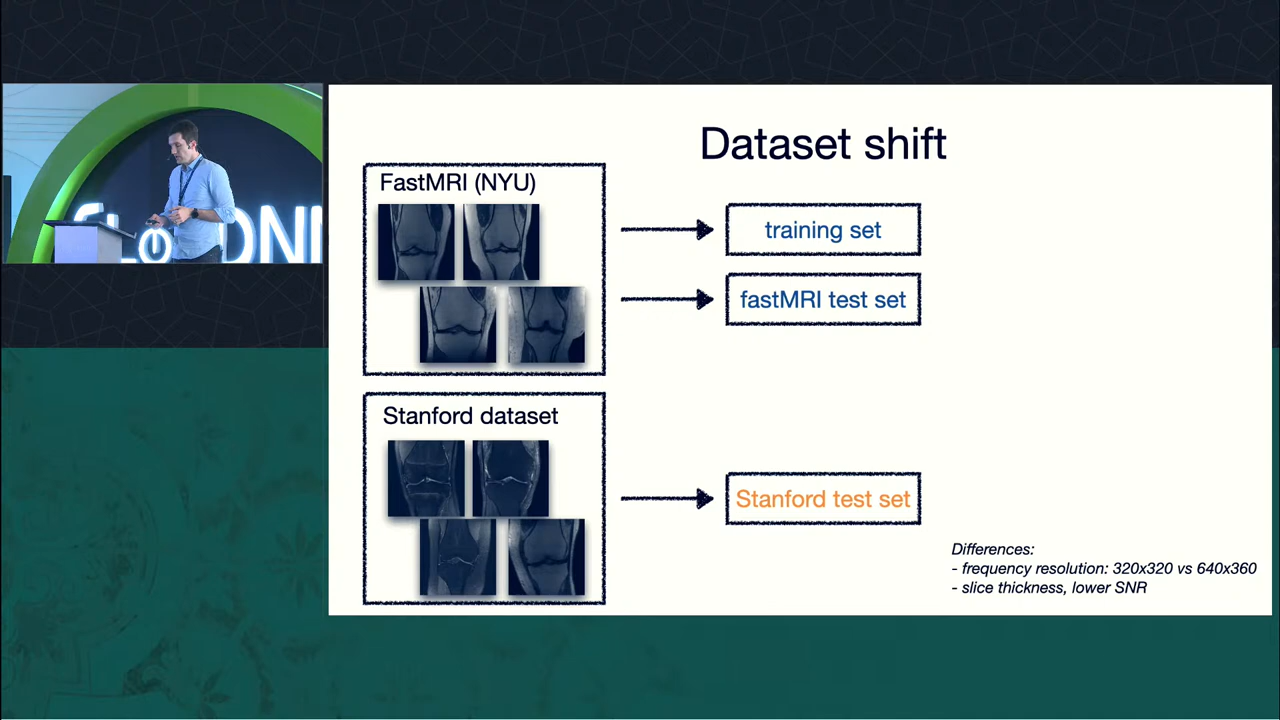 Dataset shift
FastMRI (NYU)
training set
fastMRI test set
Stanford dataset
Stanford test set
Differences:
- frequency resolution: 320x320 vs 640x360
- slice thickness, lower SNR